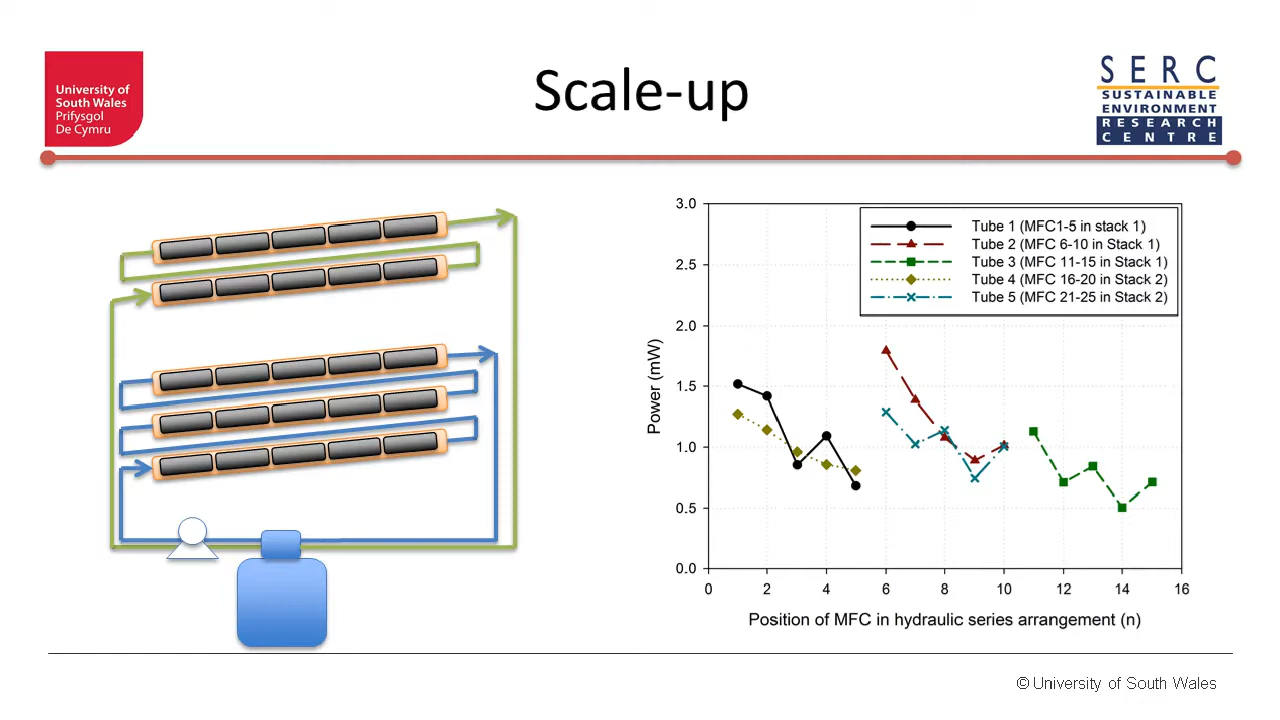 University of
South Wales
Prifysgol
De Cymru
Scale-up
SERC
SUSTAINABLE
ENVIRONMENT
RESEARCH
CENTRE
3.0
2.5
2.0
1.5
1.0
0.5
0.0
Power (mW)
Tube 1 (MFC1-5 in stack 1)
Tube 2 (MFC 6-10 in Stack 1)
Tube 3 (MFC 11-15 in Stack 1)
Tube 4 (MFC 16-20 in Stack 2)
Tube 5 (MFC 21-25 in Stack 2)
0 2 4 6 8 10 12 14 16
Position of MFC in hydraulic series arrangement (n)
© University of South Wales